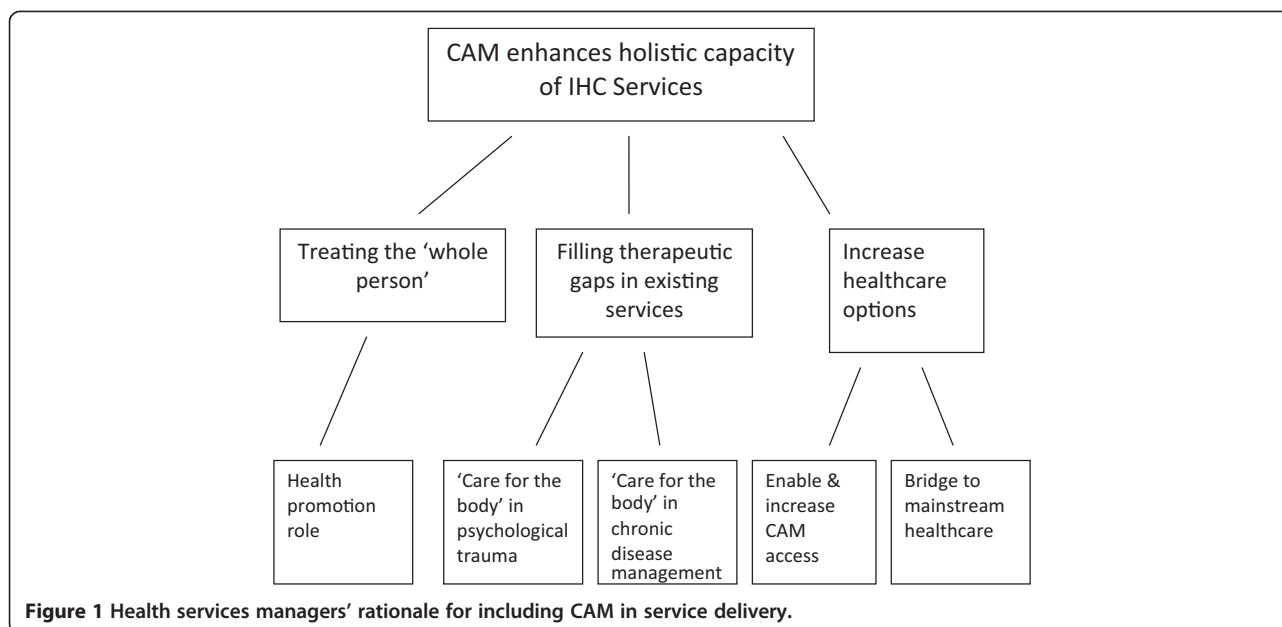 CAM enhances holistic capacity
of IHC Services
Treating the ‘whole
person’
Filling therapeutic
gaps in existing
services
Increase
healthcare
options
Health
promotion
role
‘Care for the
body’ in
psychological
trauma
‘Care for the
body’ in
chronic
disease
management
Enable &
increase
CAM
access
Bridge to
mainstream
healthcare
Figure 1 Health services managers’ rationale for including CAM in service delivery.